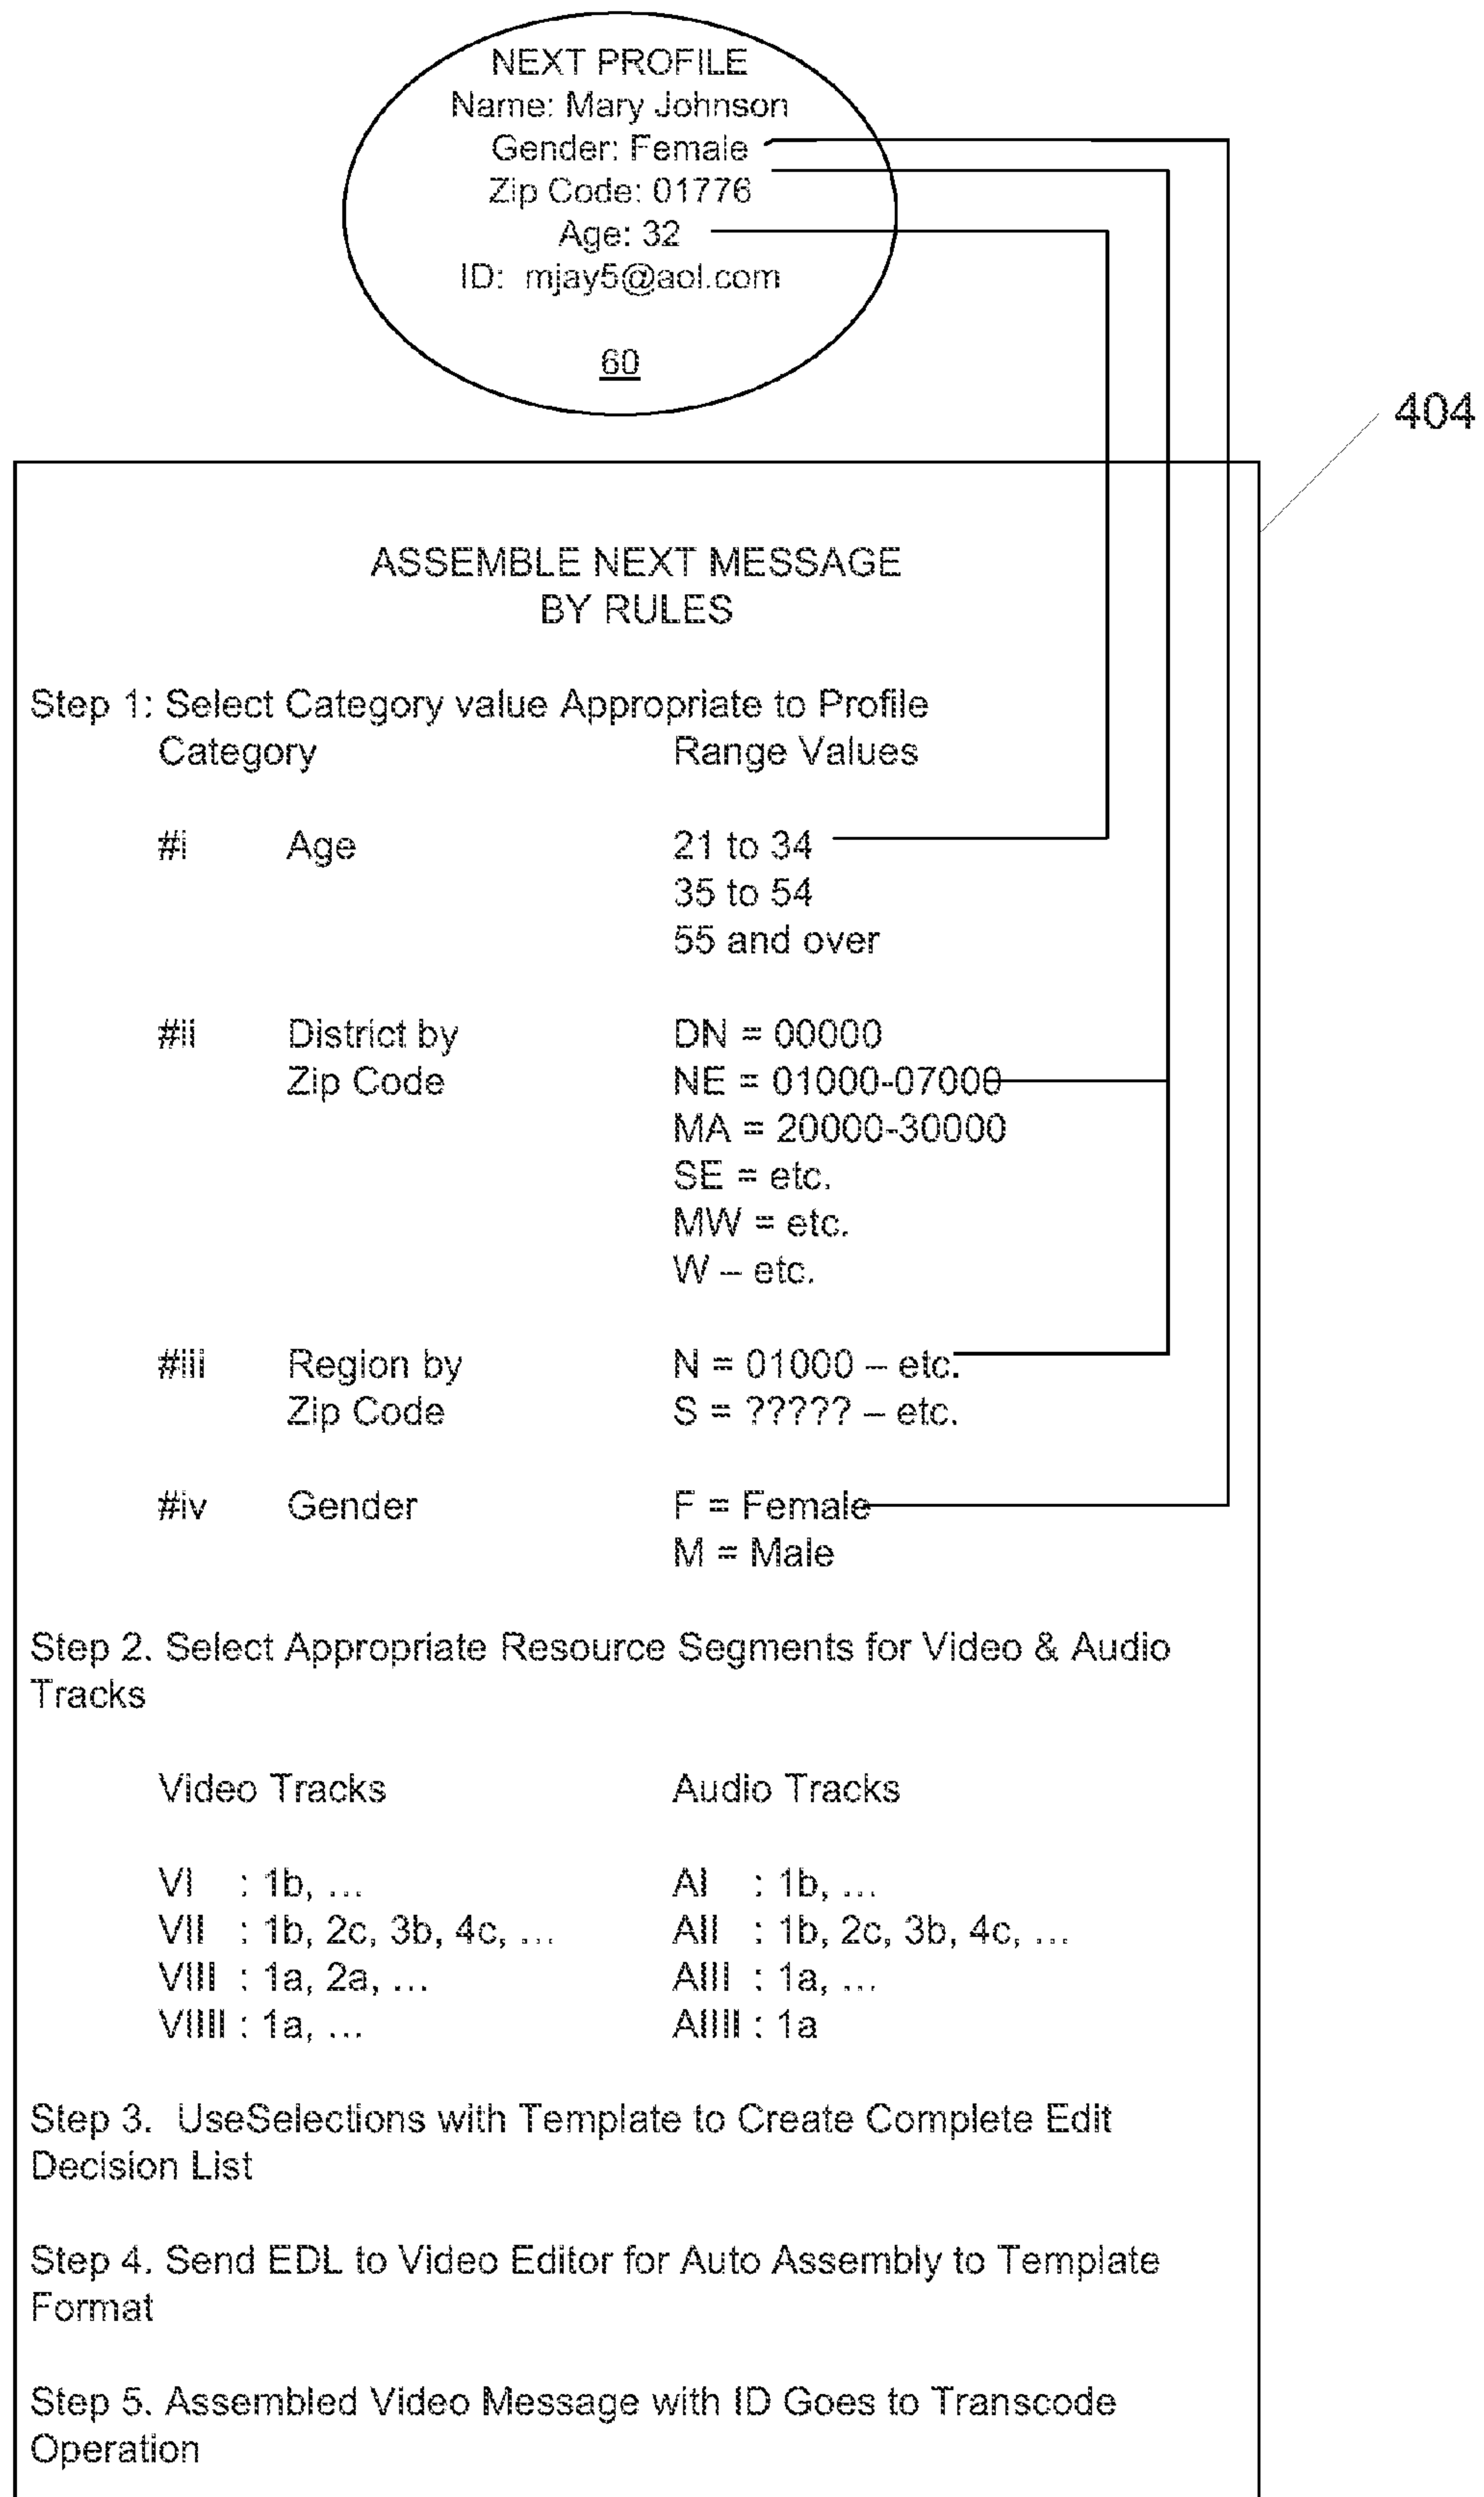 NEXT PROFILE
Name: Mary Johnson
Gender: Female
Zip Code: 01776
Age: 32
ID: mjay5@aol.com
60
404
ASSEMBLE NEXT MESSAGE
BY RULES
Step 1: Select Category value Appropriate to Profile
Category Range Values
#i Age 21 to 34
35 to 54
55 and over
#ii District by DN = 00000
Zip Code NE = 01000-07000
MA = 20000-30000
SE = etc.
MW = etc.
W – etc.
#iii Region by N = 01000 – etc.
Zip Code S = ????? – etc.
#iv Gender F = Female
M = Male
Step 2. Select Appropriate Resource Segments for Video & Audio
Tracks
Video Tracks Audio Tracks
VI : 1b, ... AI : 1b, ...
VII : 1b, 2c, 3b, 4c, ... AII : 1b, 2c, 3b, 4c, ...
VIII : 1a, 2a, ... AIII : 1a, ...
VIIII : 1a, ... AIIII : 1a
Step 3. UseSelections with Template to Create Complete Edit
Decision List
Step 4. Send EDL to Video Editor for Auto Assembly to Template
Format
Step 5. Assembled Video Message with ID Goes to Transcode
Operation